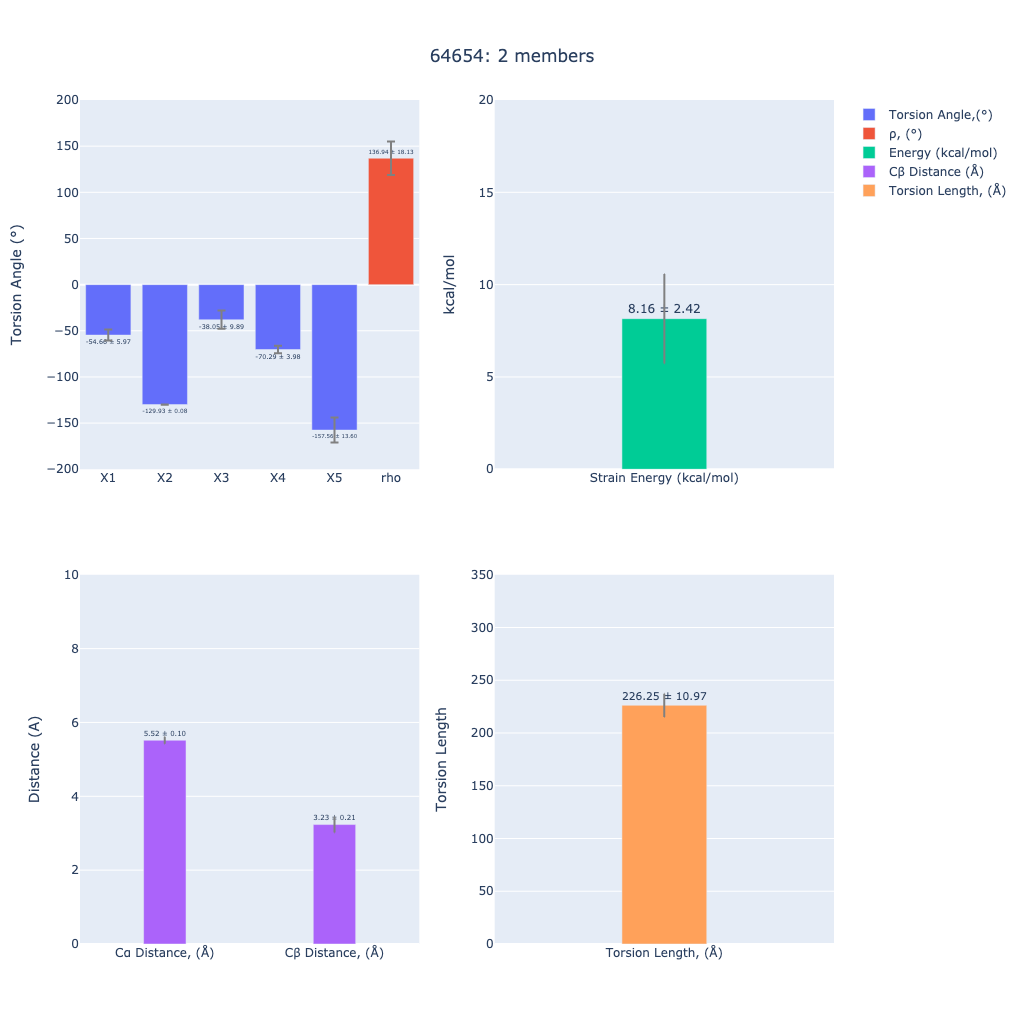 64654: 2 members
Torsion Angle (°)
200
150
100
50
0
−50
−100
−150
−200
-54.66 ± 5.97
-129.93 ± 0.08
-38.05 ± 9.89
-70.29 ± 3.98
-157.56 ± 13.60
136.94 ± 18.13
X1 X2 X3 X4 X5 rho
kcal/mol
20
15
10
5
0
8.16 ± 2.42
Strain Energy (kcal/mol)
Torsion Angle,(°)
ρ, (°)
Energy (kcal/mol)
Cβ Distance (Å)
Torsion Length, (Å)
Distance (A)
10
8
6
4
2
0
5.52 ± 0.10
3.23 ± 0.21
Cα Distance, (Å) Cβ Distance, (Å)
Torsion Length
350
300
250
200
150
100
50
0
226.25 ± 10.97
Torsion Length, (Å)